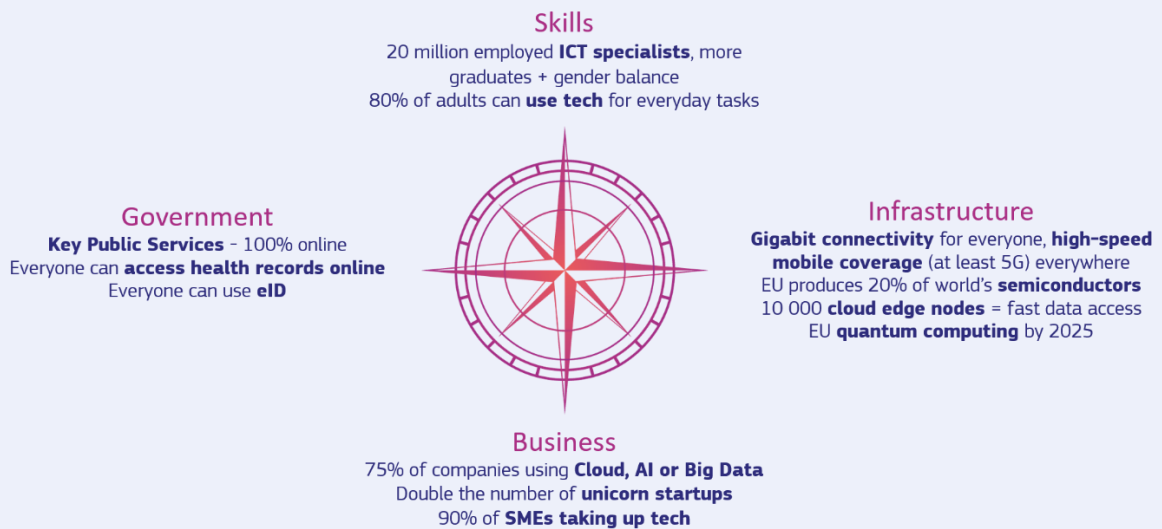 Skills
20 million employed ICT specialists, more
graduates + gender balance
80% of adults can use tech for everyday tasks
Government
Key Public Services - 100% online
Everyone can access health records online
Everyone can use eID
Infrastructure
Gigabit connectivity for everyone, high-speed
mobile coverage (at least 5G) everywhere
EU produces 20% of world's semiconductors
10 000 cloud edge nodes = fast data access
EU quantum computing by 2025
Business
75% of companies using Cloud, AI or Big Data
Double the number of unicorn startups
90% of SMEs taking up tech